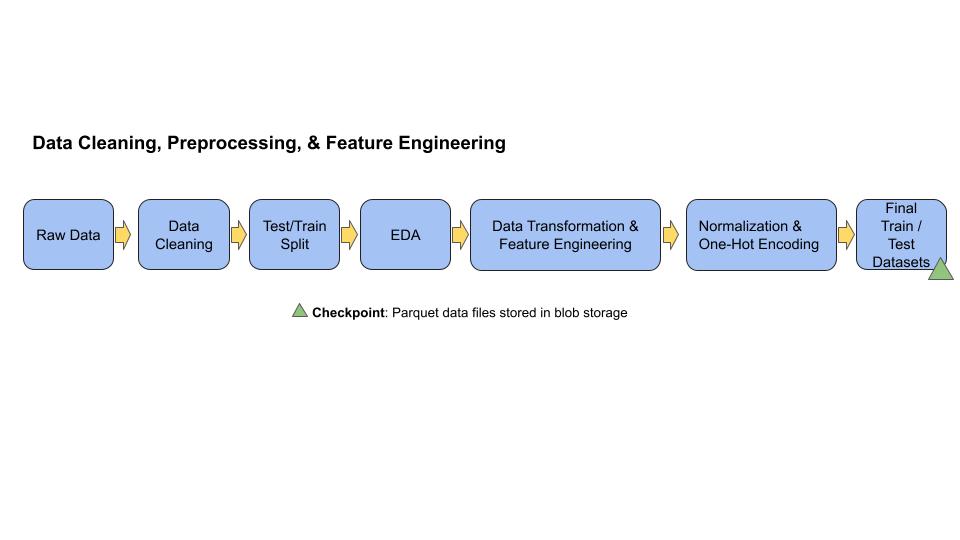 Data Cleaning, Preprocessing, & Feature Engineering
Raw Data
Data
Cleaning
Test/Train
Split
EDA
Data Transformation &
Feature Engineering
Normalization &
One-Hot Encoding
Final
Train /
Test
Datasets
Checkpoint: Parquet data files stored in blob storage